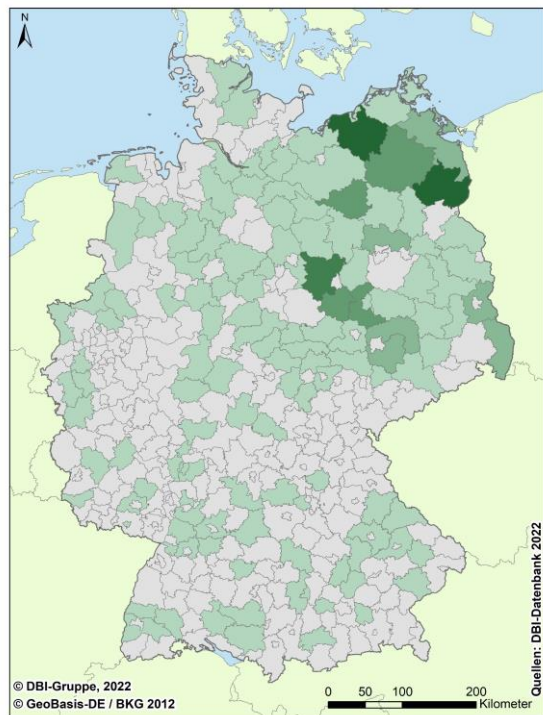 N
Quellen: DBI-Datenbank 2022
© DBI-Gruppe, 2022
© GeoBasis-DE / BKG 2012
0 50 100 200
Kilometer